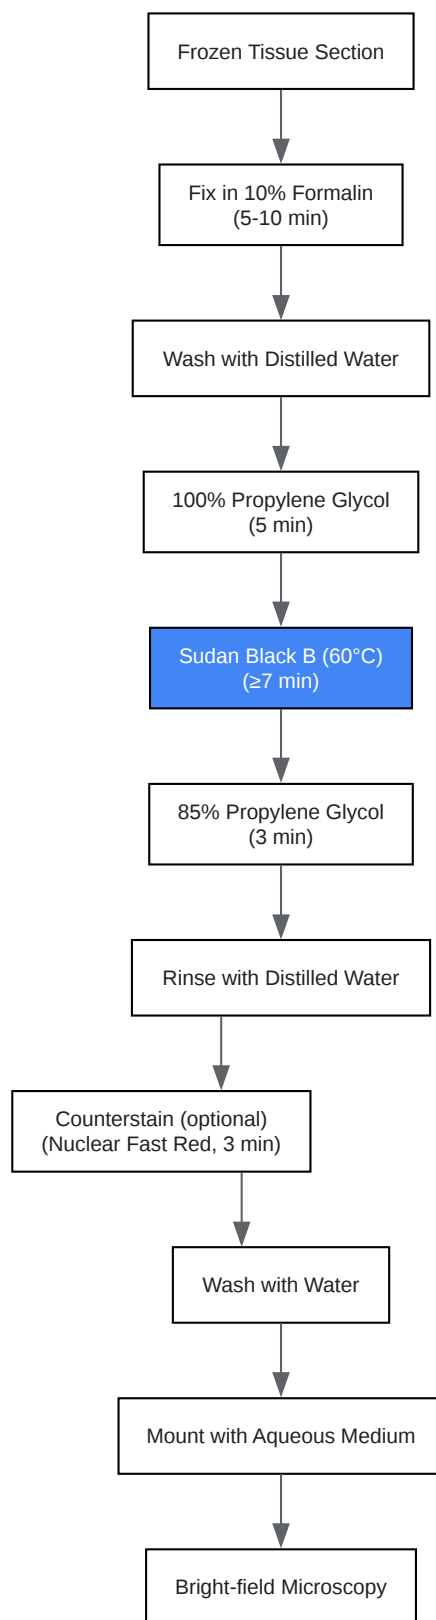 Frozen Tissue Section
Fix in 10% Formalin
(5-10 min)
Wash with Distilled Water
100% Propylene Glycol
(5 min)
Sudan Black B (60°C)
(≥7 min)
85% Propylene Glycol
(3 min)
Rinse with Distilled Water
Counterstain (optional)
(Nuclear Fast Red, 3 min)
Wash with Water
Mount with Aqueous Medium
Bright-field Microscopy